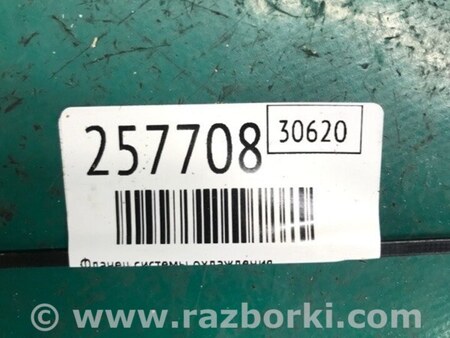 257708
30620
Фланец системы охлаждения
www.razborki.com